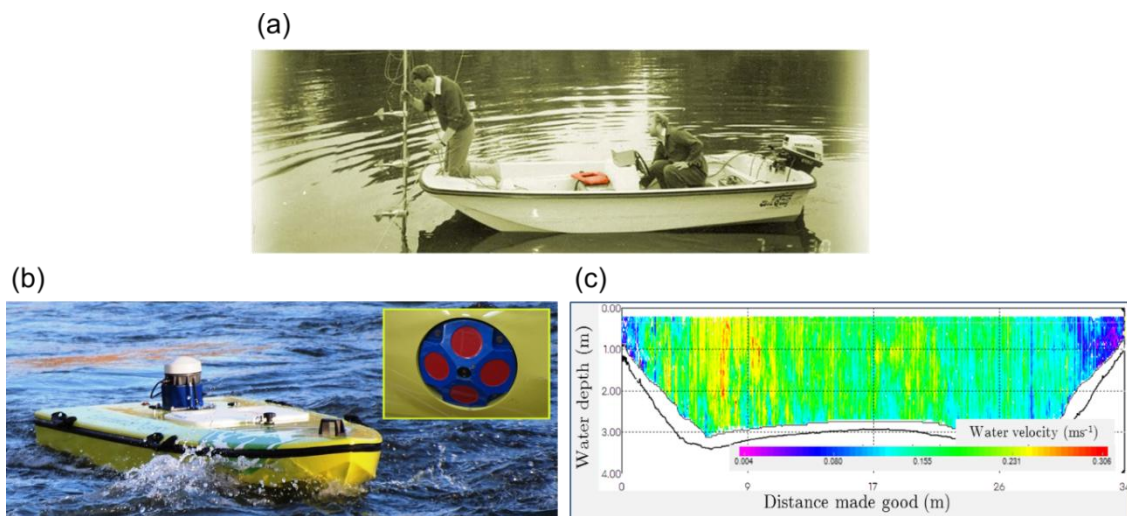 (a)
(b)
(c)
0.00
1.00
2.00
3.00
4.00
Water depth (m)
Water velocity (ms⁻¹)
0.004 0.080 0.155 0.231 0.306
0 9 17 26 34
Distance made good (m)